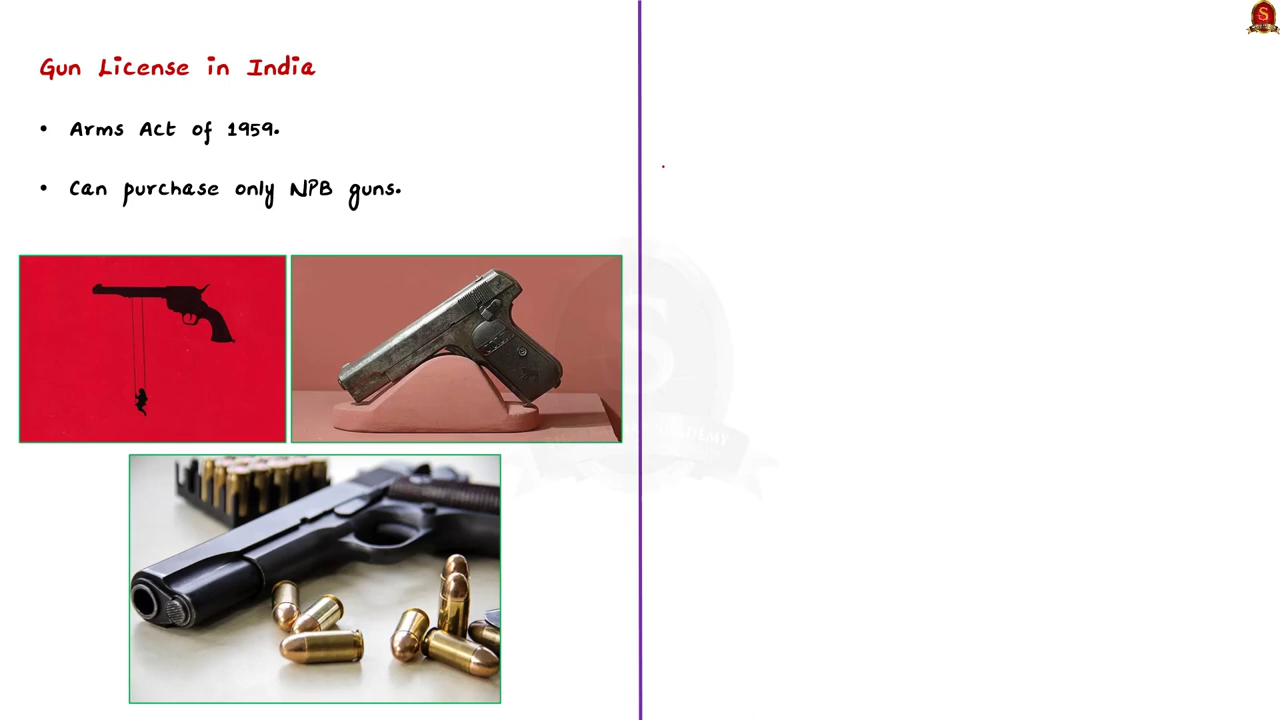 Gun License in India
• Arms Act of 1959.
• Can purchase only NPB guns.
S